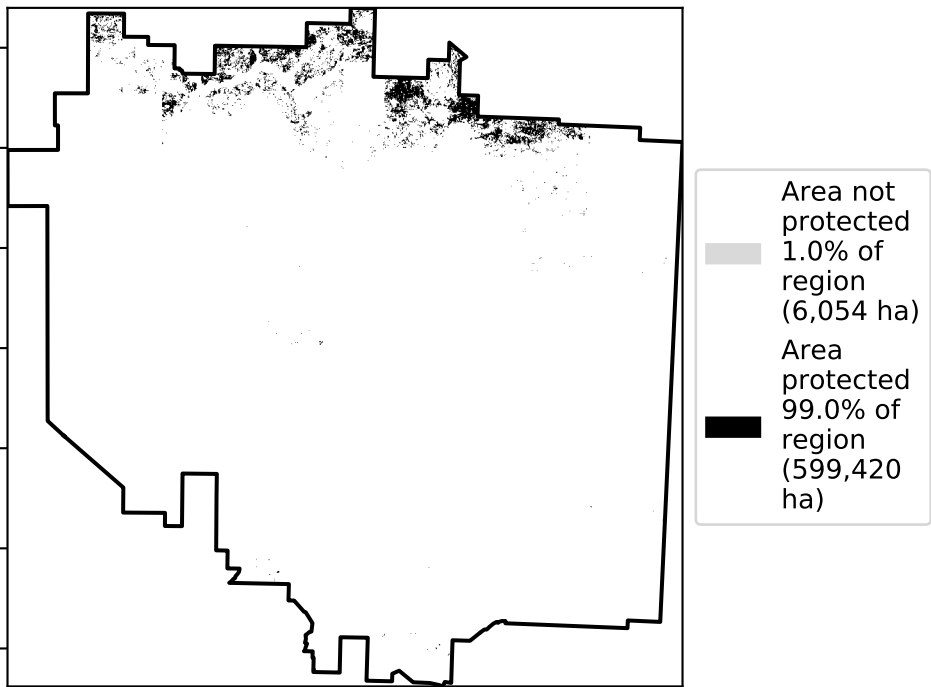 Area not
protected
1.0% of
region
(6,054 ha)
Area
protected
99.0% of
region
(599,420
ha)